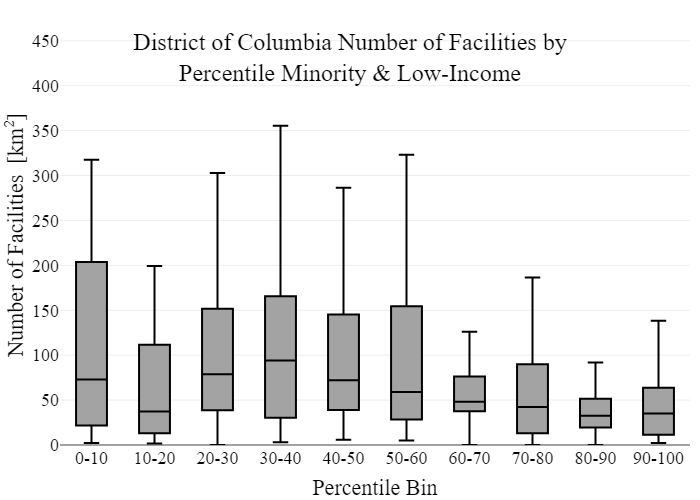 District of Columbia Number of Facilities by
Percentile Minority & Low-Income
Number of Facilities [km²]
450
400
350
300
250
200
150
100
50
0
0-10 10-20 20-30 30-40 40-50 50-60 60-70 70-80 80-90 90-100
Percentile Bin